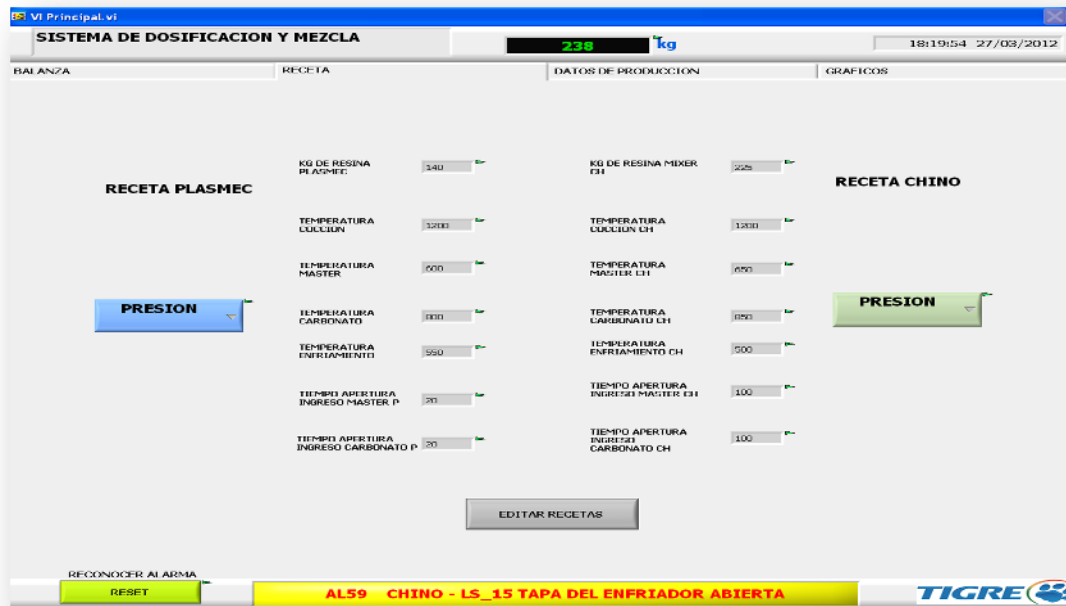 VI Principal.vi
SISTEMA DE DOSIFICACION Y MEZCLA
238 kg
18:19:54 27/03/2012
BALANZA RECETA DATOS DE PRODUCCION GRAFICOS
RECETA PLASMEC
KG DE RESINA
PLASMEC
140
TEMPERATURA
COCCION
1200
TEMPERATURA
MASTER
600
TEMPERATURA
CARBONATO
TEMPERATURA
ENFRIAMIENTO
550
TIEMPO APERTURA
INGRESO MASTER P
20
TIEMPO APERTURA
INGRESO CARBONATO P
20
PRESION
KG DE RESINA MIXER
CH
225
TEMPERATURA
COCCION CH
1200
TEMPERATURA
MASTER CH
650
TEMPERATURA
CARBONATO CH
850
TEMPERATURA
ENFRIAMIENTO CH
500
TIEMPO APERTURA
INGRESO MASTER CH
100
TIEMPO APERTURA
INGRESO
CARBONATO CH
100
RECETA CHINO
PRESION
EDITAR RECETAS
RECONOCER ALARMA
RESET
AL59 CHINO - LS_15 TAPA DEL ENFRIADOR ABIERTA
TIGRE